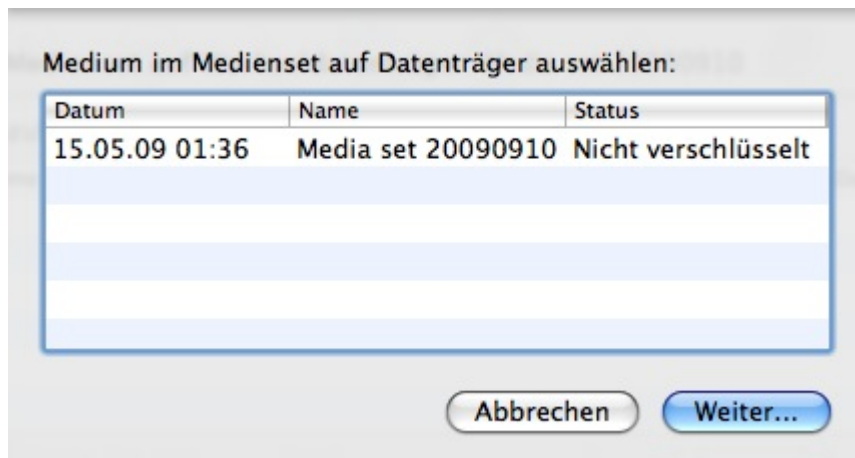 Medium im Medienset auf Datenträger auswählen:
Datum Name Status
15.05.09 01:36 Media set 20090910 Nicht verschlüsselt
Abbrechen Weiter...